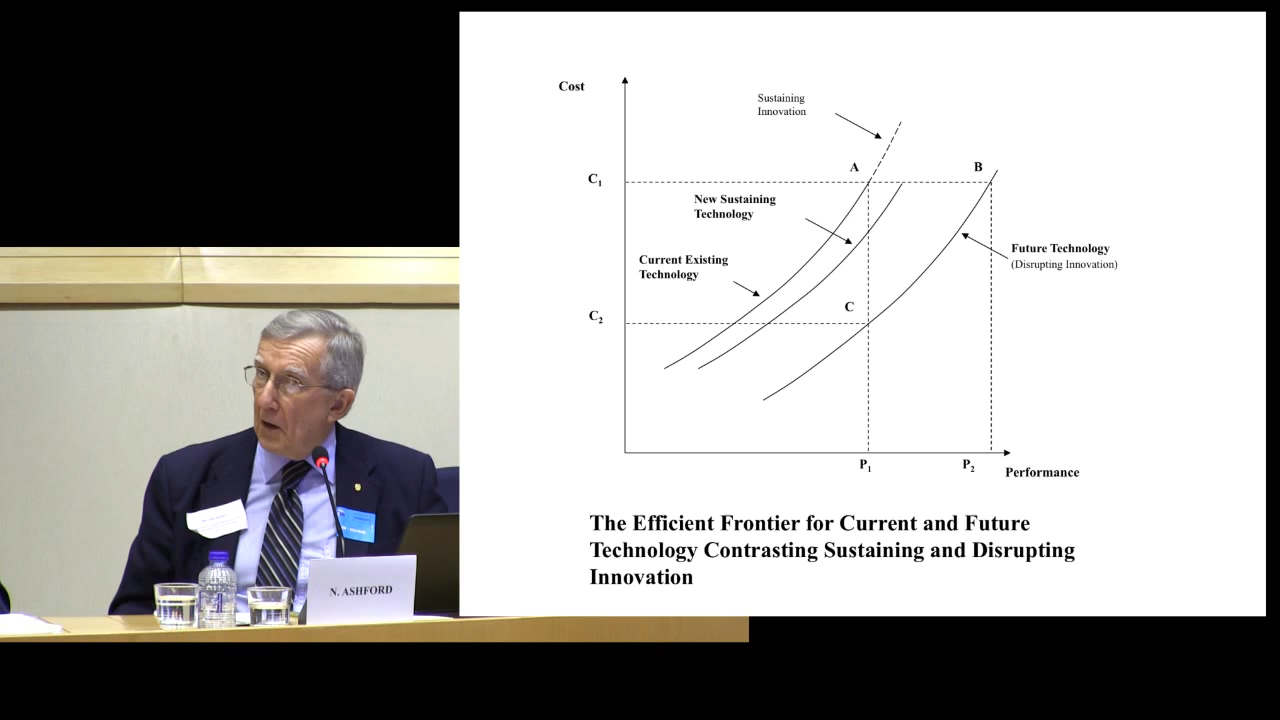 Cost
Sustaining
Innovation
A
B
C1
New Sustaining
Technology
Current Existing
Technology
Future Technology
(Disrupting Innovation)
C
C2
P1
P2
Performance
The Efficient Frontier for Current and Future
Technology Contrasting Sustaining and Disrupting
Innovation
N. ASHFORD